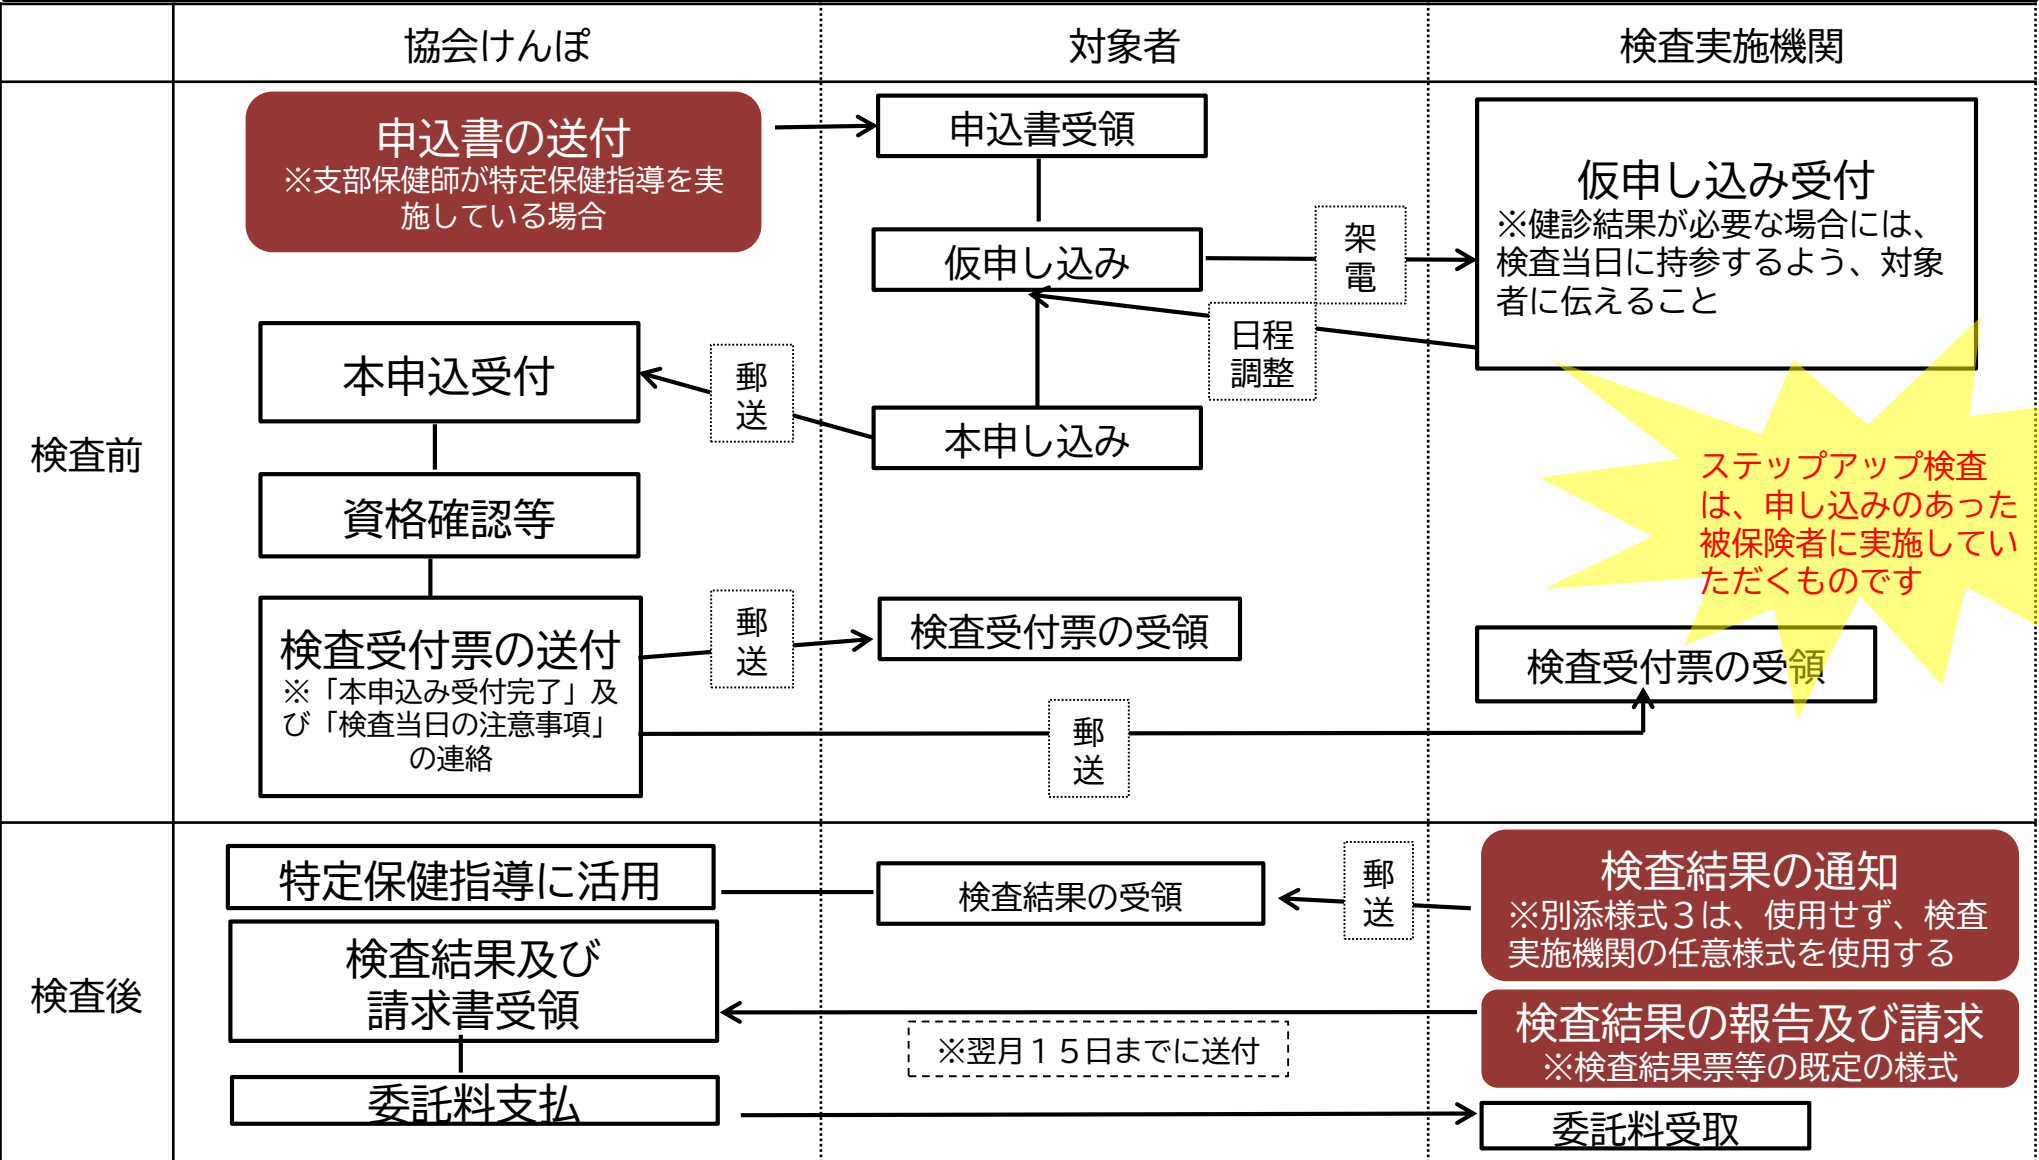 協会けんぽ
対象者
検査実施機関
検査前
申込書の送付
※支部保健師が特定保健指導を実
施している場合
申込書受領
仮申し込み受付
※健診結果が必要な場合には、
検査当日に持参するよう、対象
者に伝えること
仮申し込み
架
電
日程
調整
本申込受付
郵
送
本申し込み
資格確認等
ステップアップ検査
は、申し込みのあった
被保険者に実施してい
ただくものです
検査受付票の送付
※「本申込み受付完了」及
び「検査当日の注意事項」
の連絡
郵
送
検査受付票の受領
検査受付票の受領
郵
送
検査後
特定保健指導に活用
検査結果の受領
郵
送
検査結果の通知
※別添様式３は、使用せず、検査
実施機関の任意様式を使用する
検査結果及び
請求書受領
※翌月１５日までに送付
検査結果の報告及び請求
※検査結果票等の既定の様式
委託料支払
委託料受取